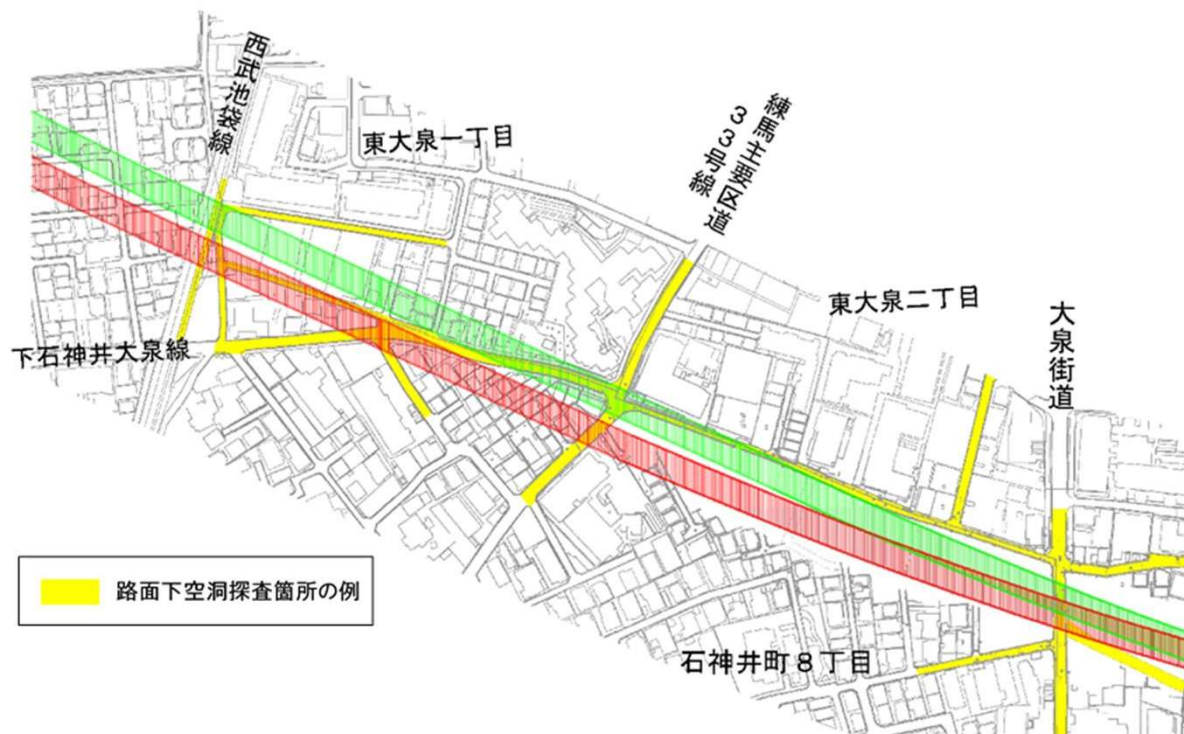 西武池袋線
東大泉一丁目
練馬主要区道
３３号線
東大泉二丁目
大泉街道
下石神井大泉線
路面下空洞探査箇所の例
石神井町８丁目